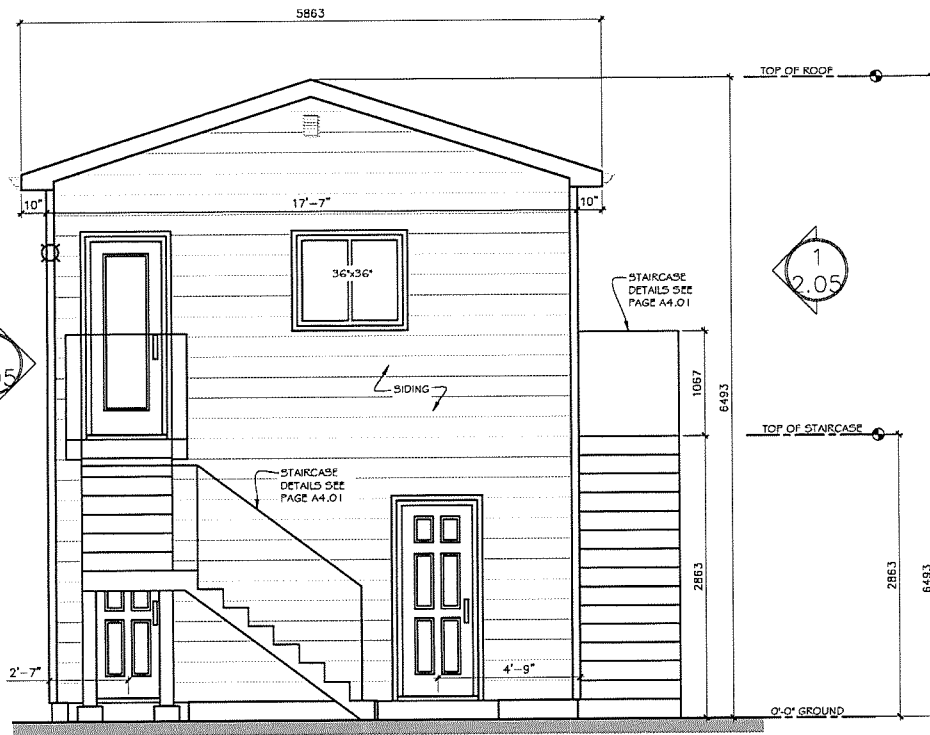 5863
TOP OF ROOF
10"
17'-7"
10"
36"x36"
1
2.05
STAIRCASE
DETAILS SEE
PAGE A4.01
SIDING
1067
6493
TOP OF STAIRCASE
STAIRCASE
DETAILS SEE
PAGE A4.01
2863
2863
6493
2'-7"
4'-9"
0'-0" GROUND